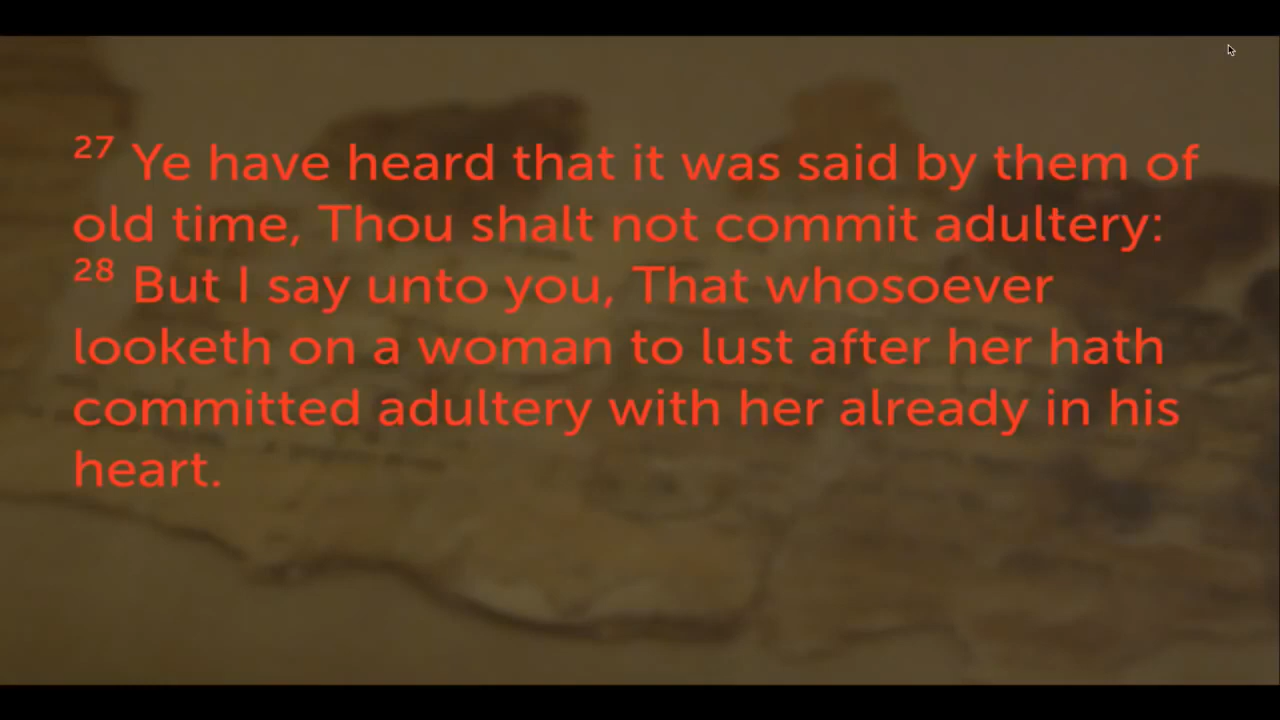 27 Ye have heard that it was said by them of
old time, Thou shalt not commit adultery:
28 But I say unto you, That whosoever
looketh on a woman to lust after her hath
committed adultery with her already in his
heart.